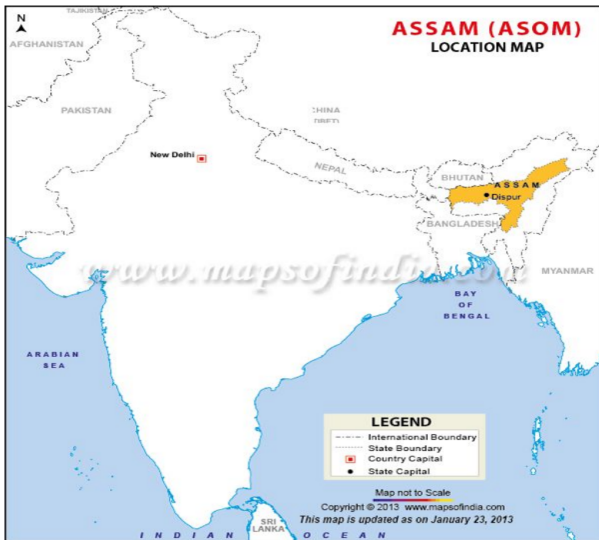 N
TAJIKISTAN
ASSAM (ASOM)
LOCATION MAP
AFGHANISTAN
PAKISTAN
CHINA
New Delhi
NEPAL
BHUTAN
ASSAM
Dispur
BANGLADESH
www.mapsofindia.com
MYANMAR
BAY
OF
BENGAL
ARABIAN
SEA
LEGEND
International Boundary
State Boundary
Country Capital
State Capital
Map not to Scale
Copyright © 2013 www.mapsofindia.com
This map is updated as on January 23, 2013
SRI
LANKA
INDIAN OCEAN